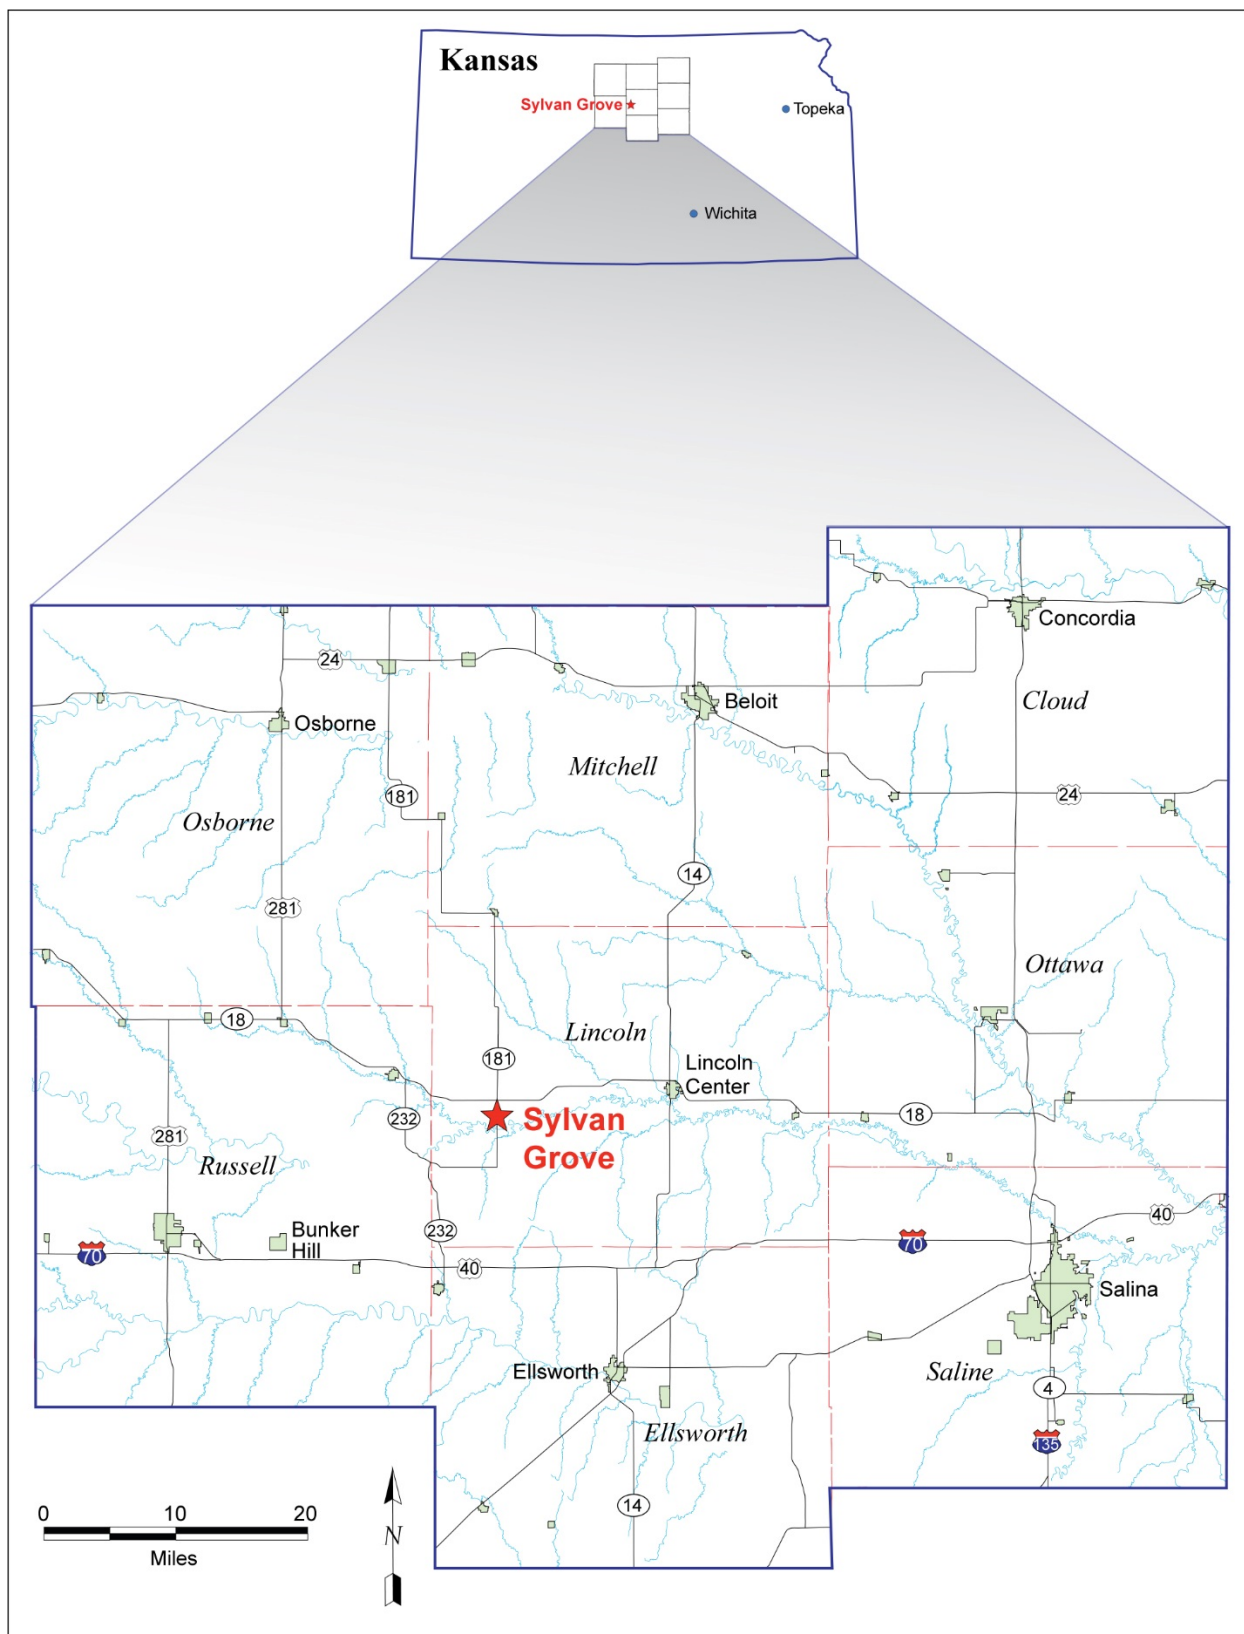 Kansas
Sylvan Grove
Topeka
Wichita
Concordia
24
Beloit
Cloud
Osborne
Mitchell
181
24
Osborne
14
281
Ottawa
18
Lincoln
181
Lincoln
Center
232
Sylvan
Grove
18
281
Russell
Bunker
Hill
232
40
70
70
40
Salina
Ellsworth
Saline
4
Ellsworth
135
14
0
10
20
Miles
N